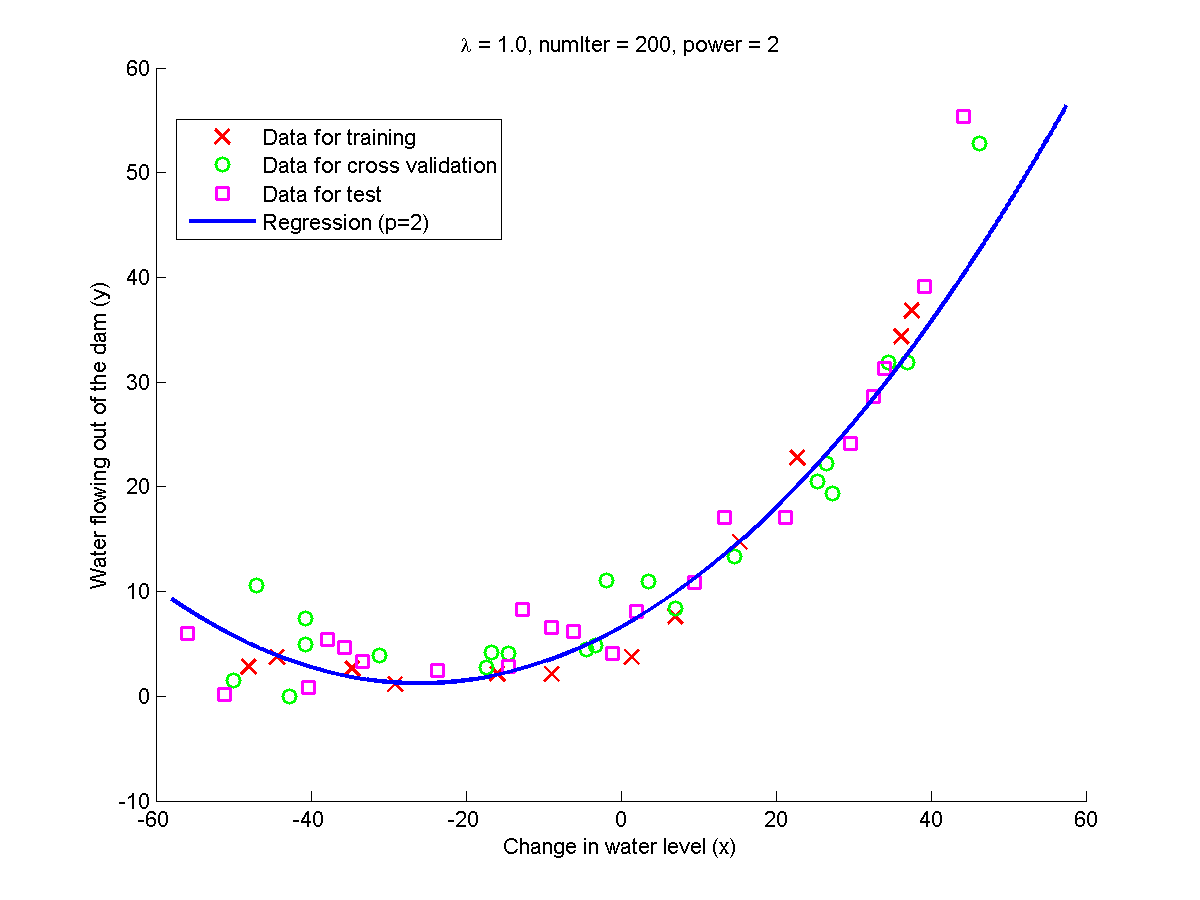 λ = 1.0, numIter = 200, power = 2
60
50
40
30
20
10
0
-10
-60
-40
-20
0
20
40
60
Data for training
Data for cross validation
Data for test
Regression (p=2)
Water flowing out of the dam (y)
Change in water level (x)